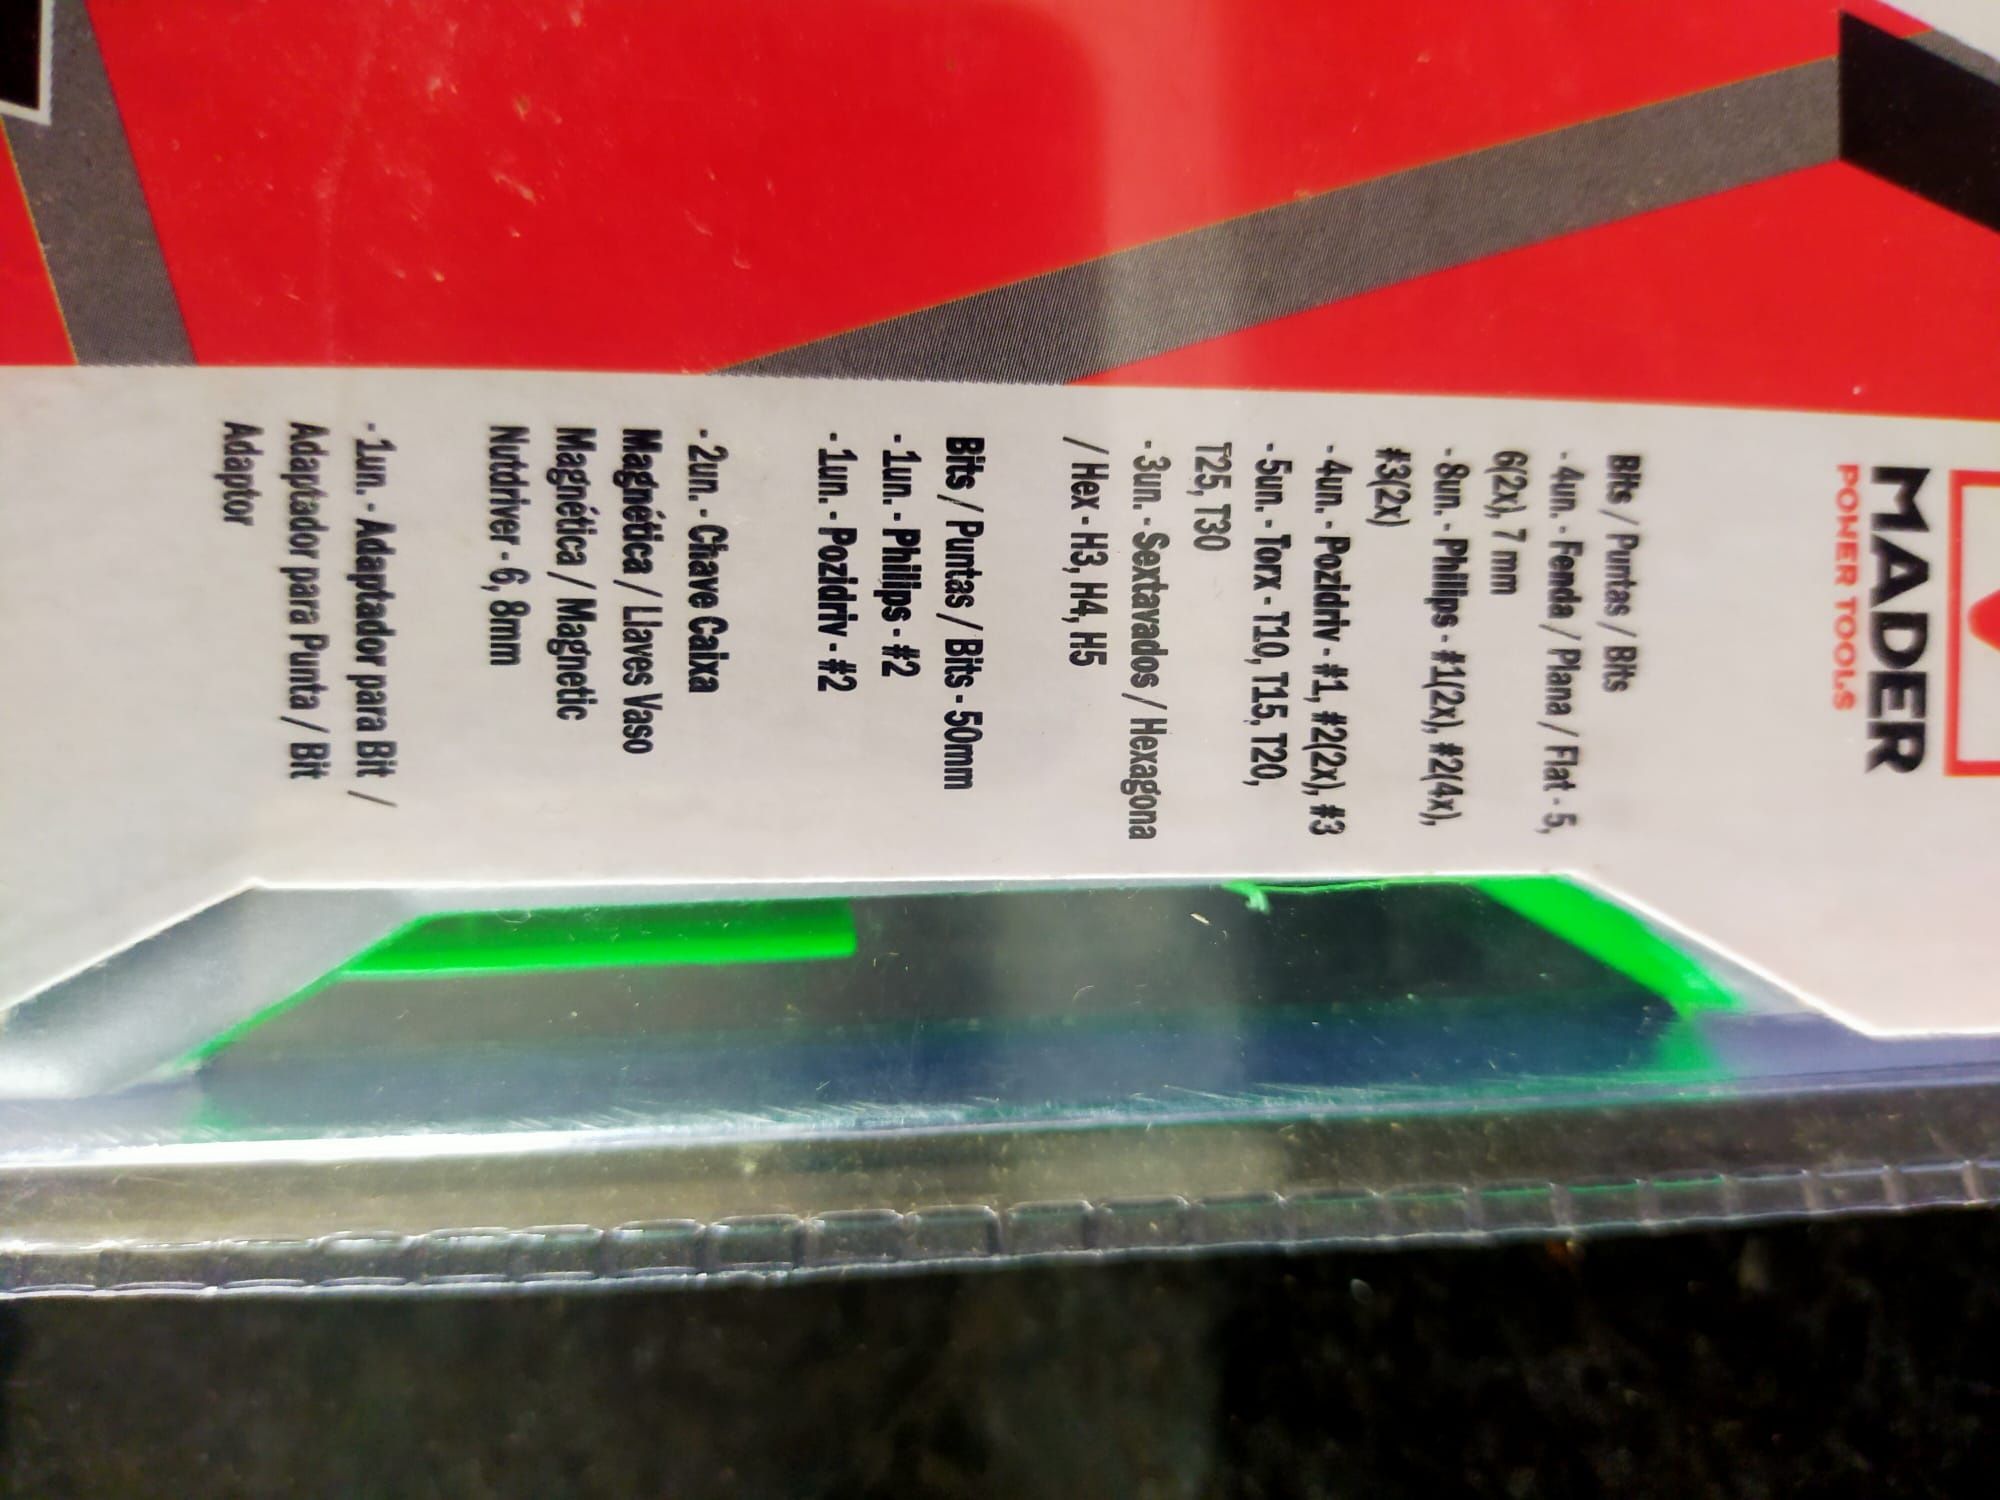 MADER
POWER TOOLS
Bits / Puntas / Bits
- 4un. - Fenda / Plana / Flat - 5,
6(2x), 7 mm
- 8un. - Philips - #1(2x), #2(4x),
#3(2x)
- 4un. - Pozidriv - #1, #2(2x), #3
- 5un. - Torx - T10, T15, T20,
T25, T30
- 3un. - Sextavados / Hexagona
/ Hex - H3, H4, H5
Bits / Puntas / Bits - 50mm
- 1un. - Philips - #2
- 1un. - Pozidriv - #2
- 2un. - Chave Caixa
Magnética / Llaves Vaso
Magnética / Magnetic
Nutdriver - 6, 8mm
- 1un. - Adaptador para Bit /
Adaptador para Punta / Bit
Adaptor